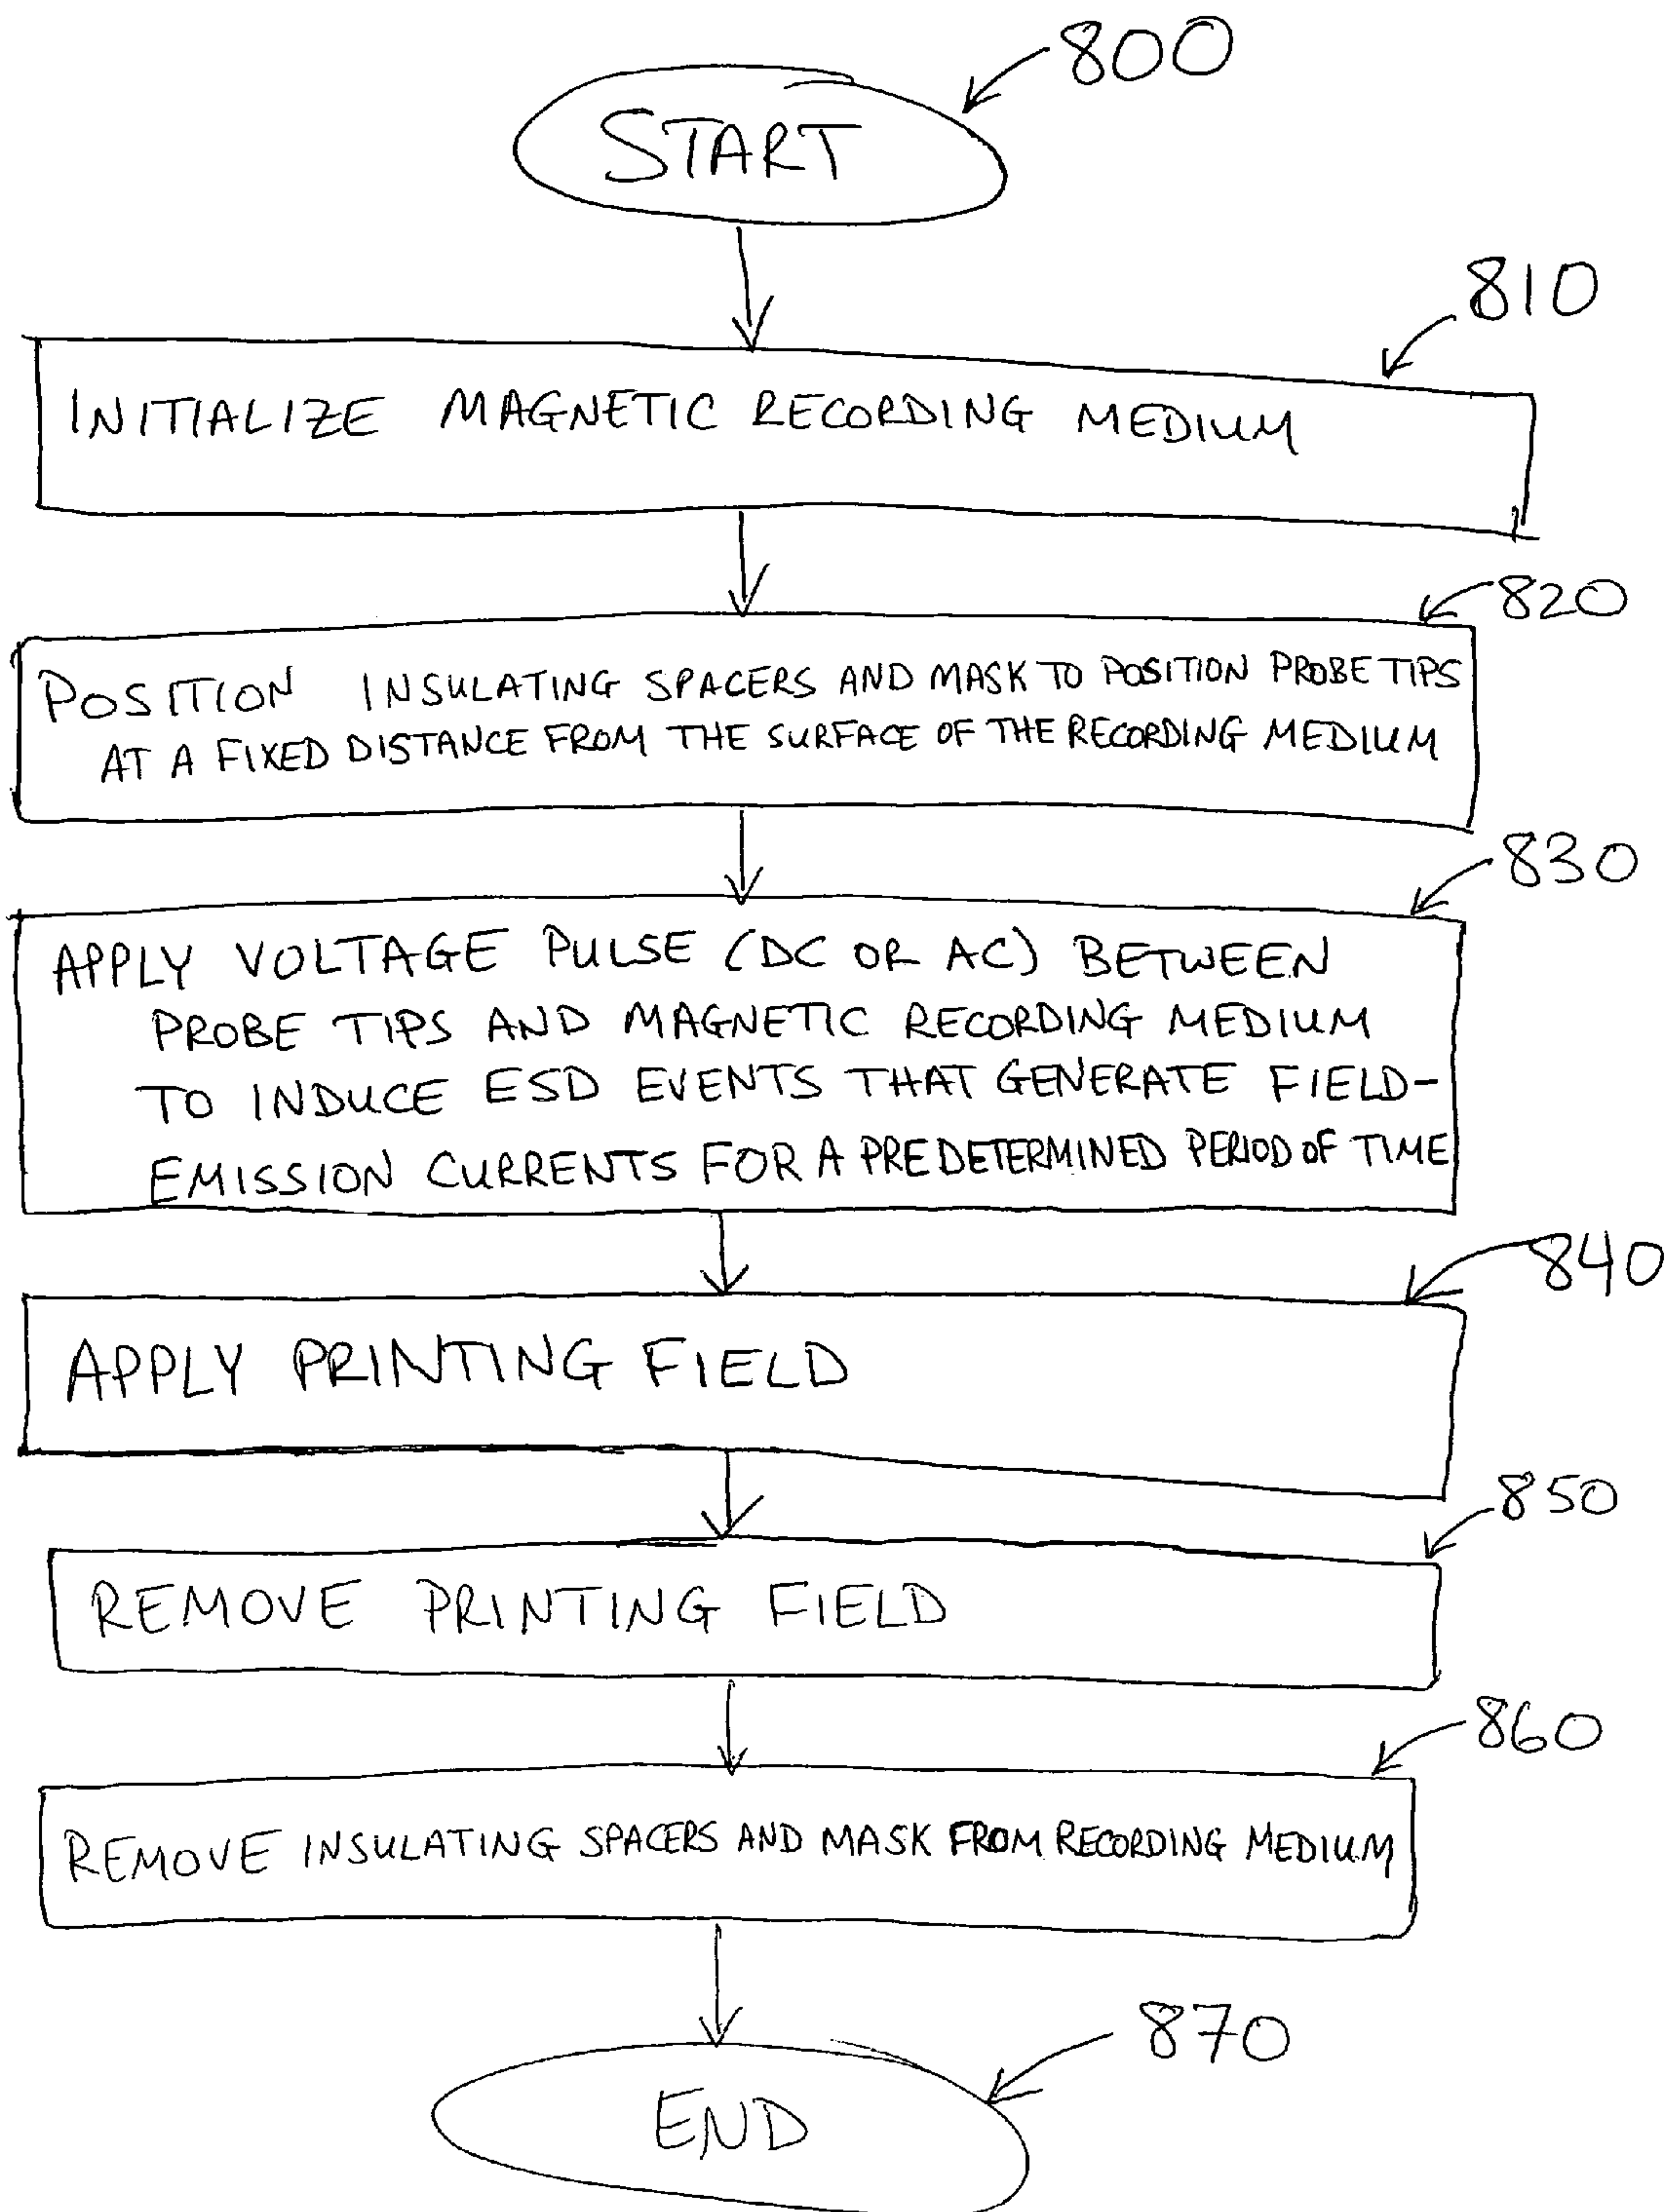 800
START
810
INITIALIZE MAGNETIC RECORDING MEDIUM
820
POSITION INSULATING SPACERS AND MASK TO POSITION PROBE TIPS
AT A FIXED DISTANCE FROM THE SURFACE OF THE RECORDING MEDIUM
830
APPLY VOLTAGE PULSE (DC OR AC) BETWEEN
PROBE TIPS AND MAGNETIC RECORDING MEDIUM
TO INDUCE ESD EVENTS THAT GENERATE FIELD-
EMISSION CURRENTS FOR A PREDETERMINED PERIOD OF TIME
840
APPLY PRINTING FIELD
850
REMOVE PRINTING FIELD
860
REMOVE INSULATING SPACERS AND MASK FROM RECORDING MEDIUM
870
END